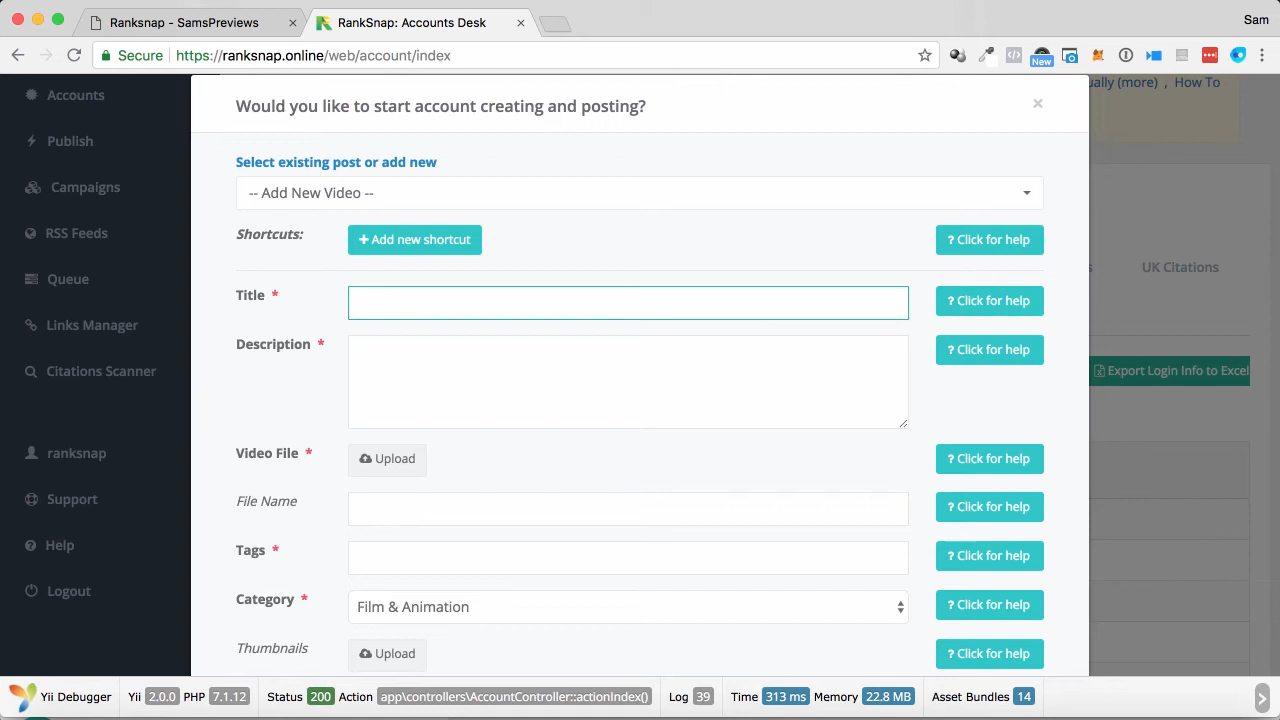 Ranksnap - SamsPreviews
RankSnap: Accounts Desk
Sam
Secure https://ranksnap.online/web/account/index
New
Accounts
Publish
Campaigns
RSS Feeds
Queue
Links Manager
Citations Scanner
ranksnap
Support
Help
Logout
Would you like to start account creating and posting?
×
Select existing post or add new
-- Add New Video --
Shortcuts:
+ Add new shortcut
? Click for help
Title *
? Click for help
Description *
? Click for help
Video File *
Upload
? Click for help
File Name
? Click for help
Tags *
? Click for help
Category *
Film & Animation
? Click for help
Thumbnails
Upload
? Click for help
(more) , How To
UK Citations
Export Login Info to Excel
Yii Debugger Yii 2.0.0 PHP 7.1.12 Status 200 Action app\controllers\AccountController::actionIndex() Log 39 Time 313 ms Memory 22.8 MB Asset Bundles 14